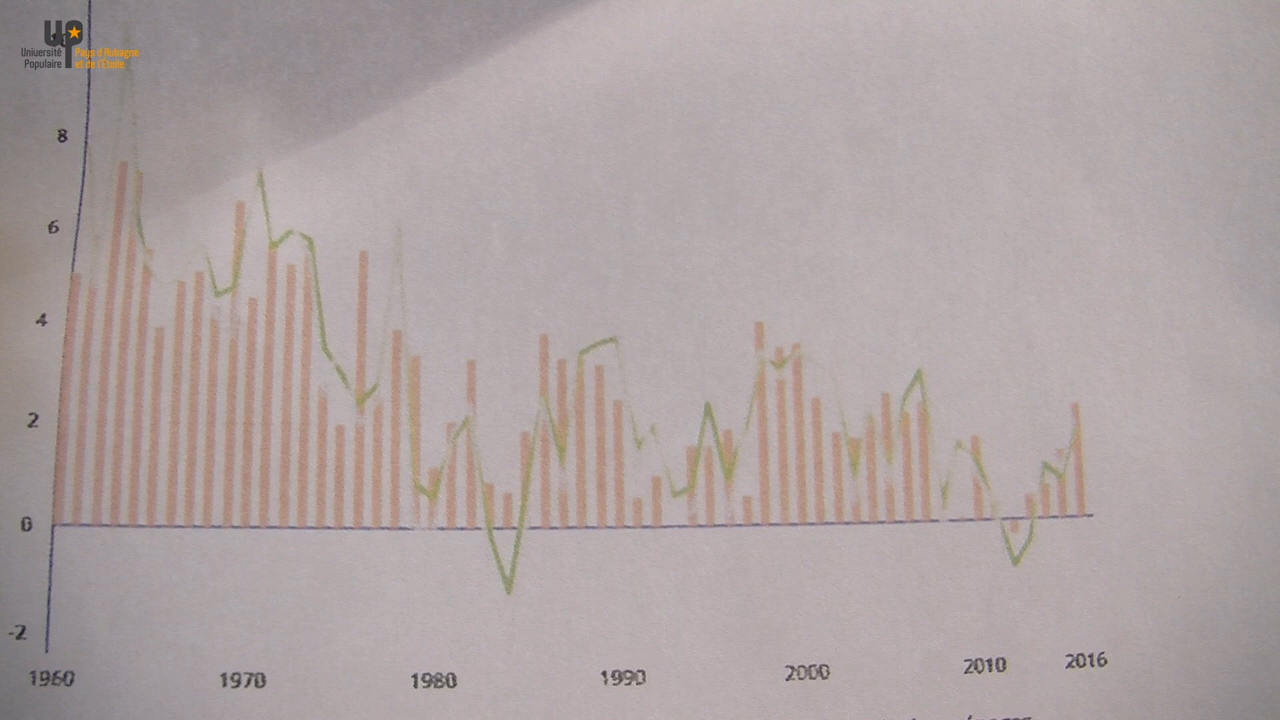 UP
Université
Populaire
Pays d'Aubagne
et de l'Étoile
8
6
4
2
0
-2
1960
1970
1980
1990
2000
2010
2016